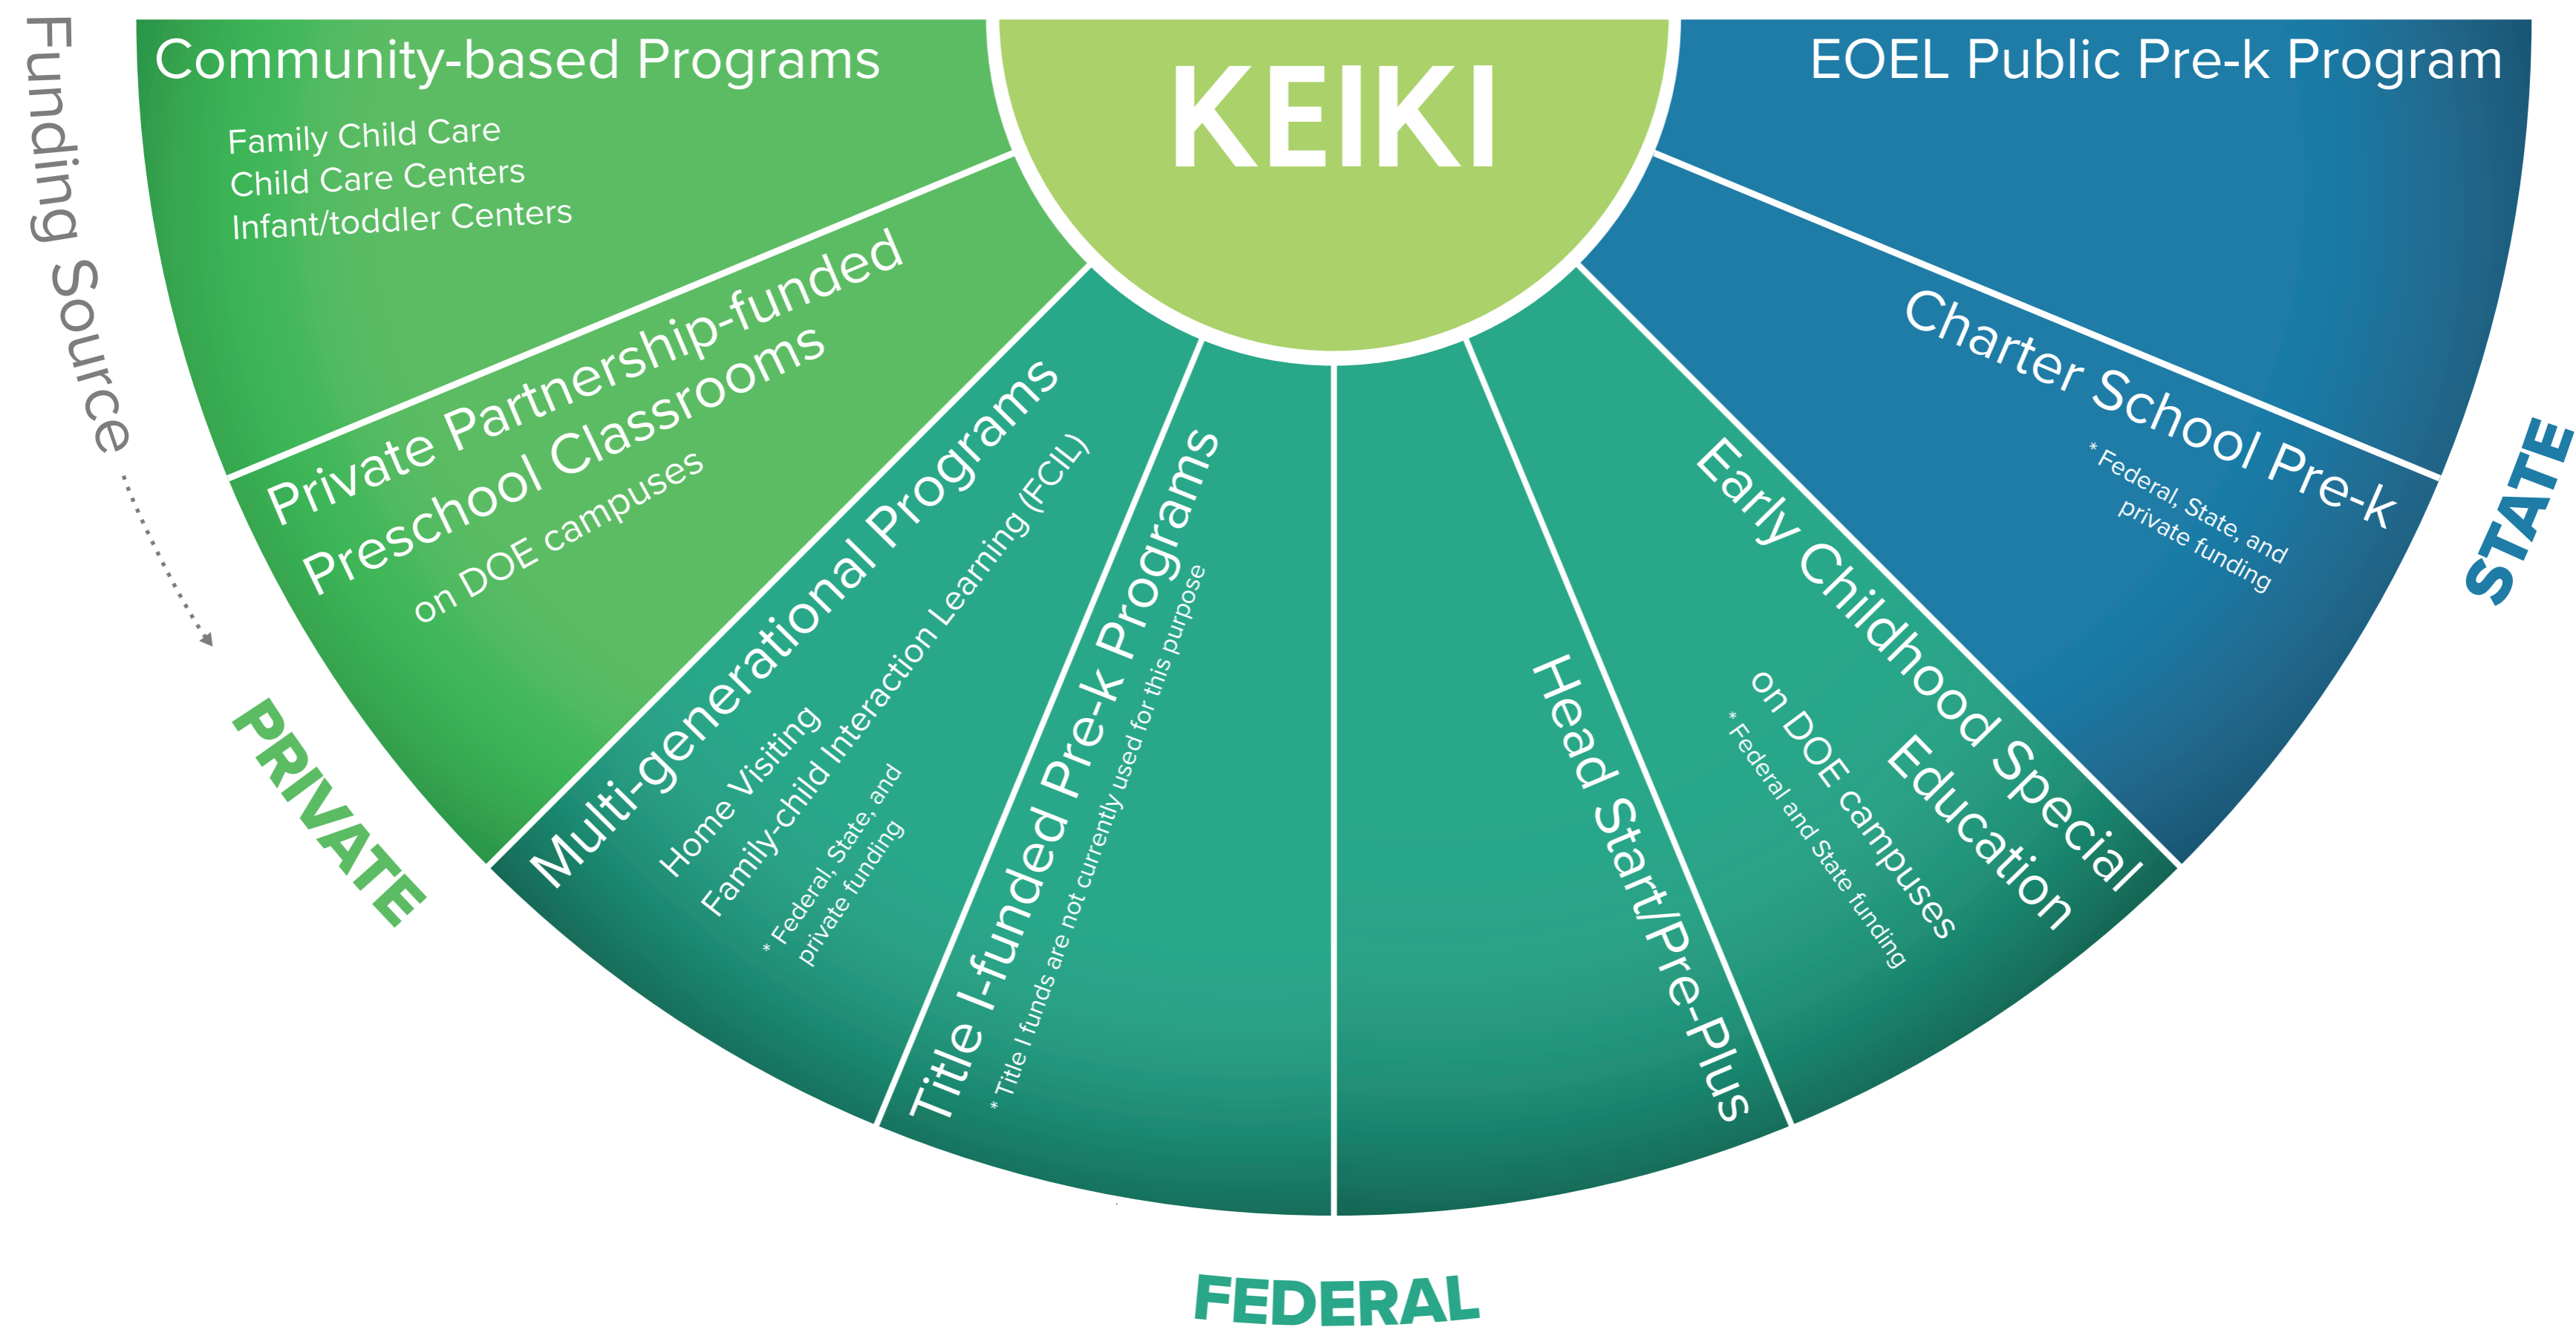 Funding Source
KEIKI
Community-based Programs
Family Child Care
Child Care Centers
Infant/toddler Centers
Private Partnership-funded
Preschool Classrooms
on DOE campuses
PRIVATE
Multi-generational Programs
Home Visiting
Family-child Interaction Learning (FCIL)
* Federal, State, and
private funding
Title I-funded Pre-k Programs
* Title I funds are not currently used for this purpose
Head Start/Pre-Plus
Early Childhood Special
Education
on DOE campuses
* Federal and State funding
FEDERAL
Charter School Pre-k
* Federal, State, and
private funding
EOEL Public Pre-k Program
STATE